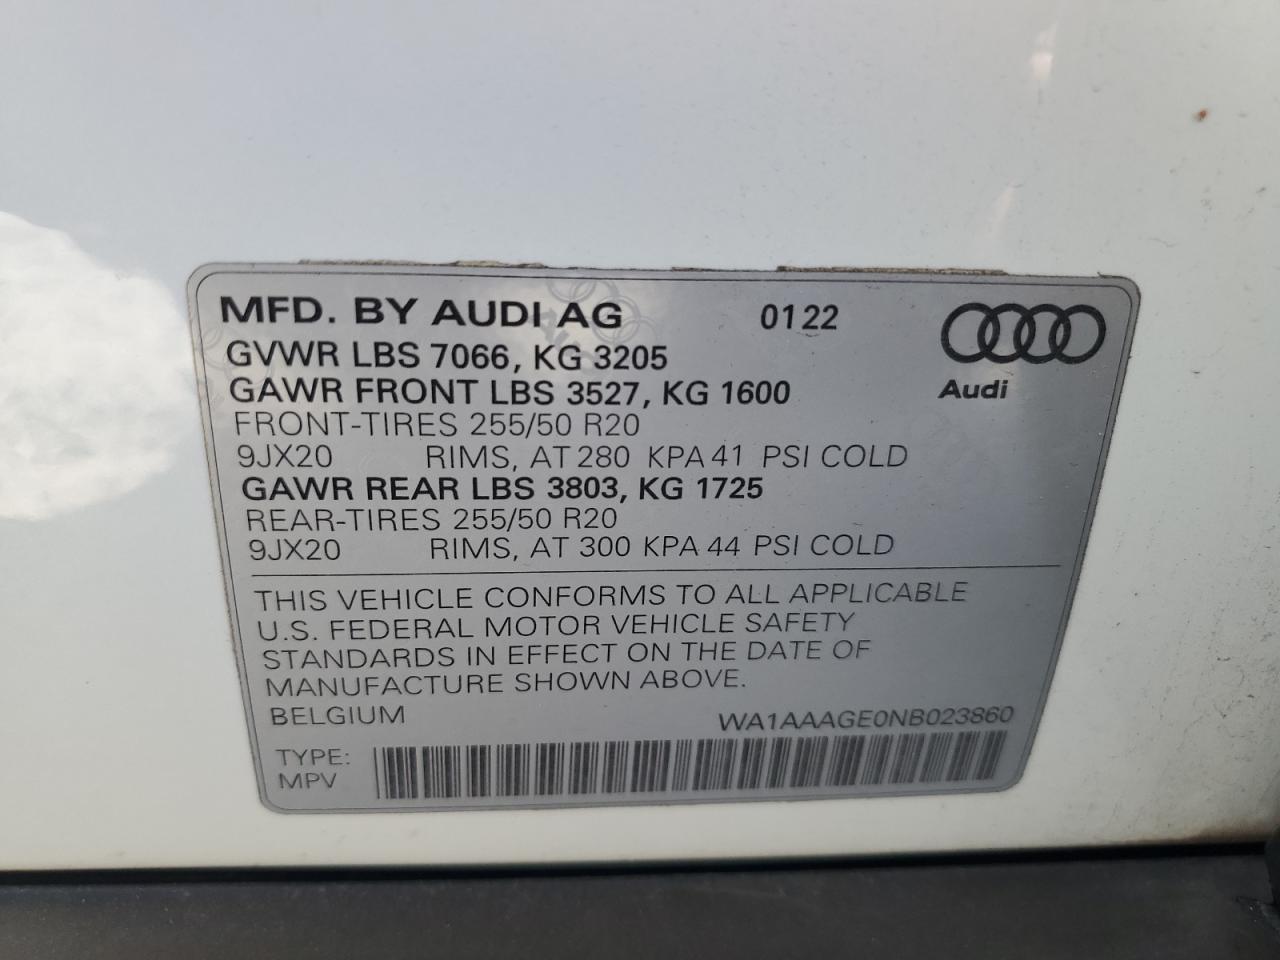 MFD. BY AUDI AG 0122
GVWR LBS 7066, KG 3205
GAWR FRONT LBS 3527, KG 1600
Audi
FRONT-TIRES 255/50 R20
9JX20 RIMS, AT 280 KPA 41 PSI COLD
GAWR REAR LBS 3803, KG 1725
REAR-TIRES 255/50 R20
9JX20 RIMS, AT 300 KPA 44 PSI COLD
THIS VEHICLE CONFORMS TO ALL APPLICABLE
U.S. FEDERAL MOTOR VEHICLE SAFETY
STANDARDS IN EFFECT ON THE DATE OF
MANUFACTURE SHOWN ABOVE.
BELGIUM WA1AAAGE0NB023860
TYPE:
MPV